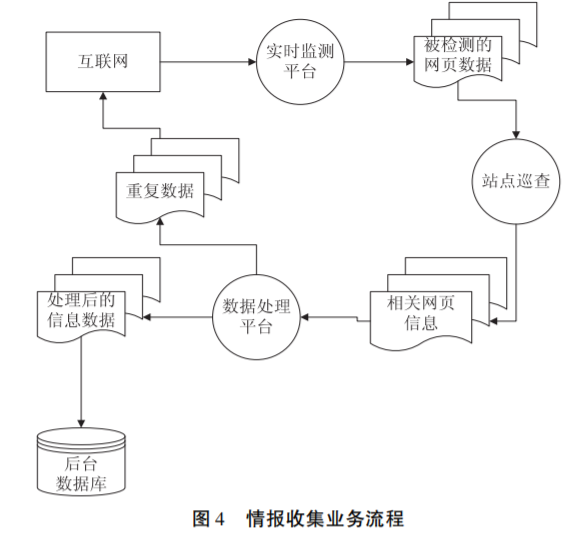 互联网
实时监测
平台
被检测的
网页数据
站点巡查
重复数据
处理后的
信息数据
数据处理
平台
相关网页
信息
后台
数据库
图 4 情报收集业务流程